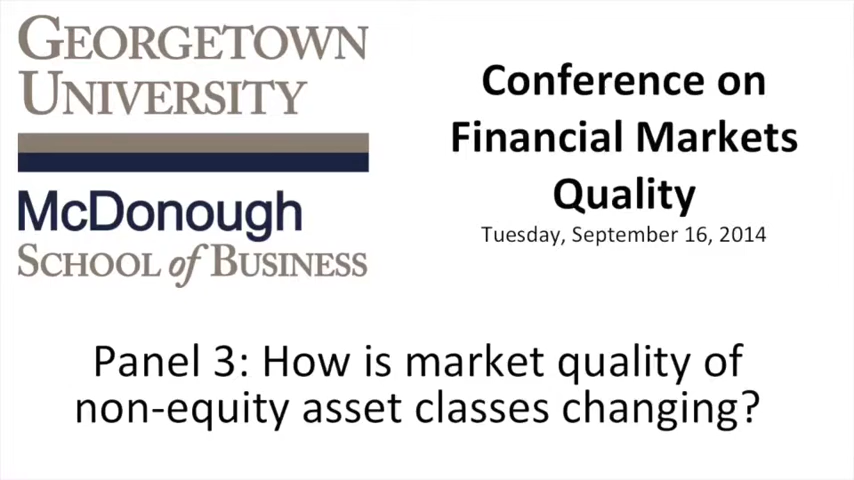 GEORGETOWN
UNIVERSITY
McDonough
SCHOOL of BUSINESS
Conference on
Financial Markets
Quality
Tuesday, September 16, 2014
Panel 3: How is market quality of
non-equity asset classes changing?